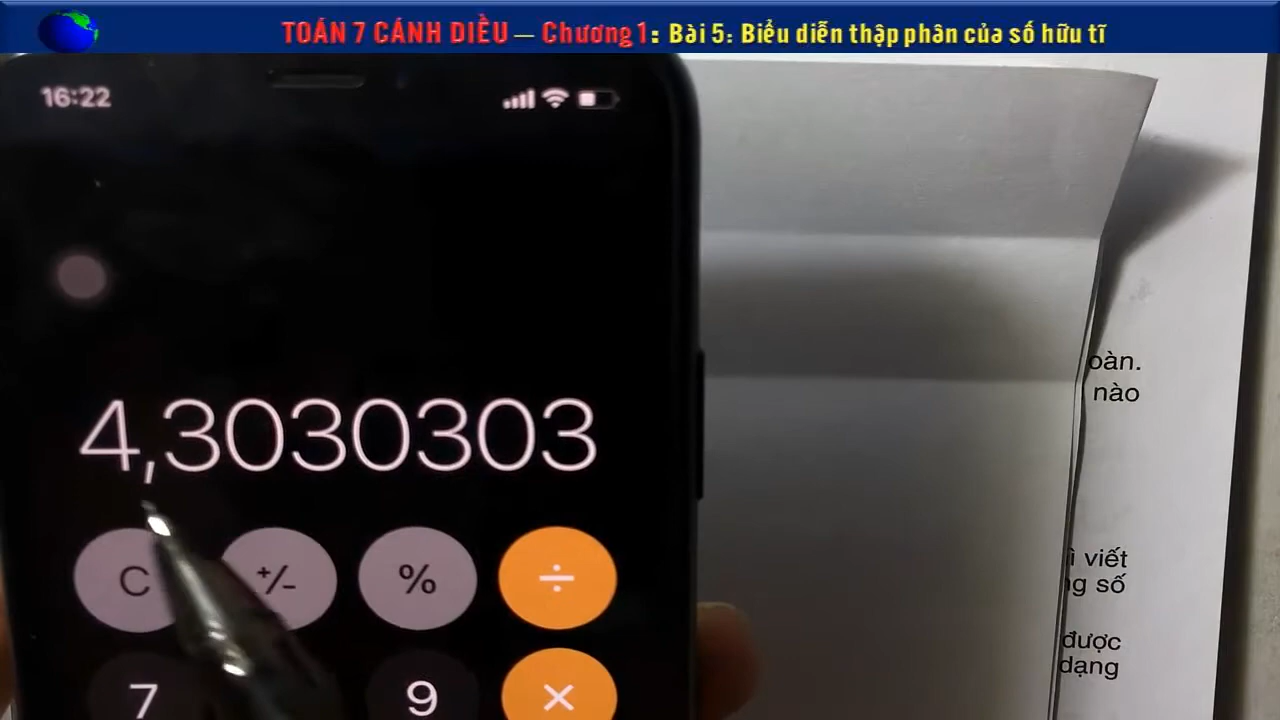 TOÁN 7 CÁNH DIỀU – Chương 1: Bài 5: Biểu diễn thập phân của số hữu tỉ
16:22
4,3030303
C +/- % ÷
7 9 ×
oàn.
nào
ì viết
ng số
được
dạng